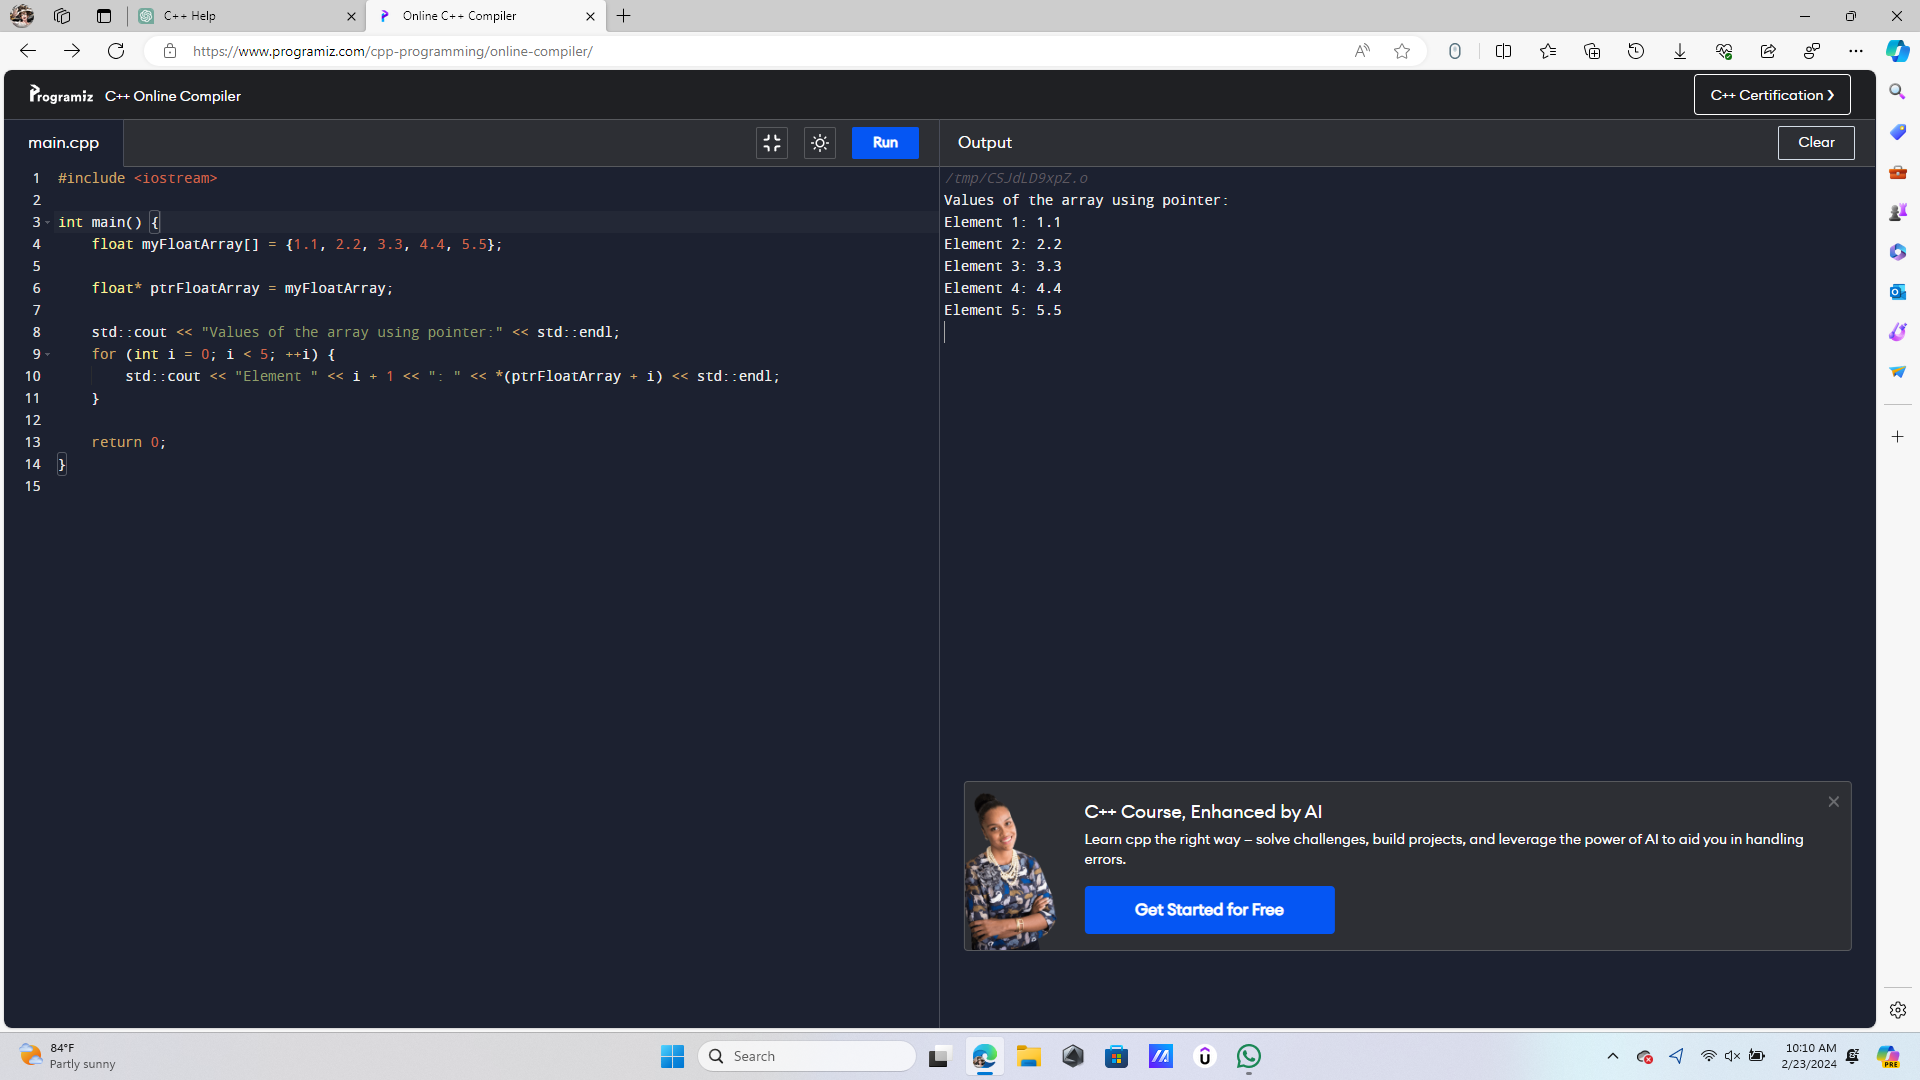 C++ Help
Online C++ Compiler
https://www.programiz.com/cpp-programming/online-compiler/
Programiz C++ Online Compiler
C++ Certification ❯
main.cpp
Run
Output
Clear
1 #include <iostream>
2
3 int main() {
4 float myFloatArray[] = {1.1, 2.2, 3.3, 4.4, 5.5};
5
6 float* ptrFloatArray = myFloatArray;
7
8 std::cout << "Values of the array using pointer:" << std::endl;
9 for (int i = 0; i < 5; ++i) {
10 std::cout << "Element " << i + 1 << ": " << *(ptrFloatArray + i) << std::endl;
11 }
12
13 return 0;
14 }
15
/tmp/CSJdLD9xpZ.o
Values of the array using pointer:
Element 1: 1.1
Element 2: 2.2
Element 3: 3.3
Element 4: 4.4
Element 5: 5.5
C++ Course, Enhanced by AI
Learn cpp the right way – solve challenges, build projects, and leverage the power of AI to aid you in handling
errors.
Get Started for Free
84°F
Partly sunny
Search
10:10 AM
2/23/2024
PRE